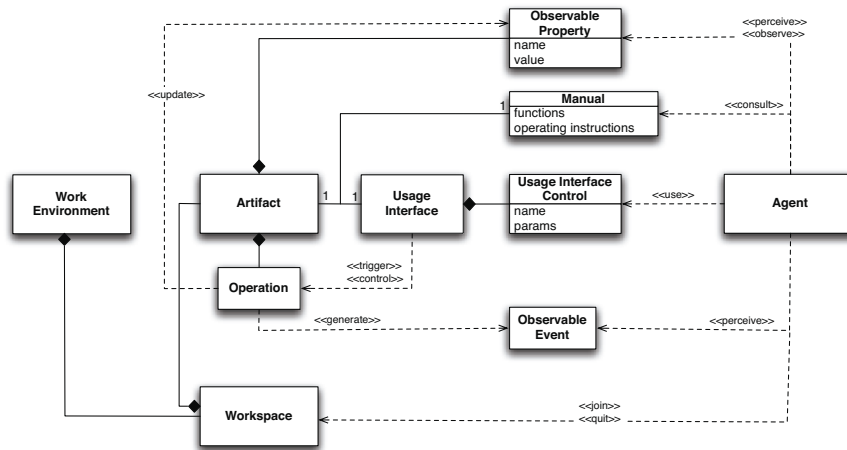 Observable
Property
name
value
<<perceive>>
<<observe>>
<<update>>
1
Manual
functions
operating instructions
<<consult>>
Work
Environment
Artifact
1
1
Usage
Interface
Usage Interface
Control
name
params
<<use>>
Agent
<<trigger>>
<<control>>
Operation
<<generate>>
Observable
Event
<<perceive>>
Workspace
<<join>>
<<quit>>